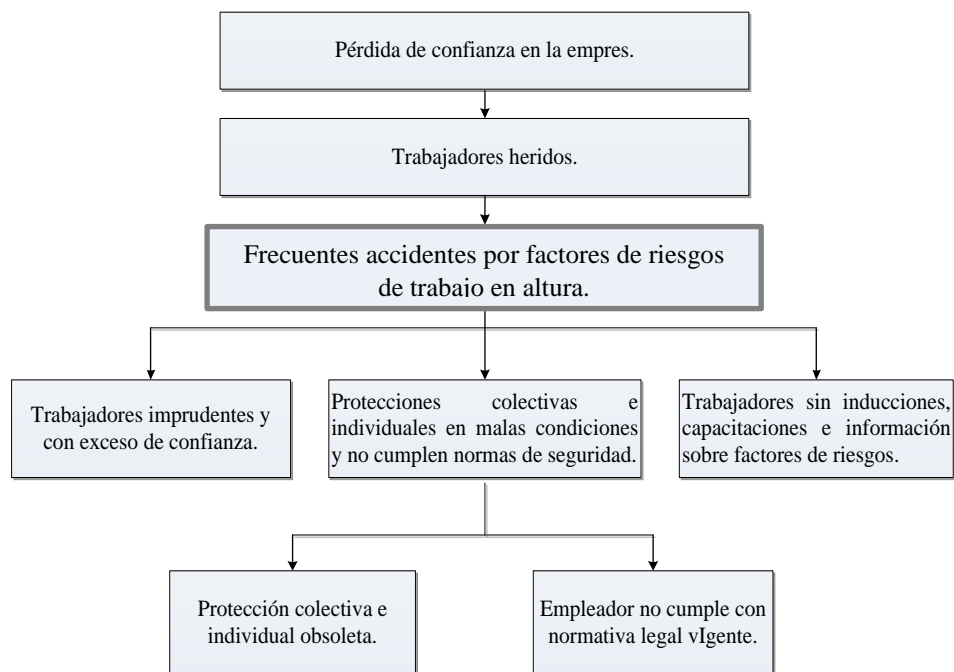 Pérdida de confianza en la empres.
Trabajadores heridos.
Frecuentes accidentes por factores de riesgos
de trabajo en altura.
Trabajadores imprudentes y
con exceso de confianza.
Protecciones colectivas e
individuales en malas condiciones
y no cumplen normas de seguridad.
Trabajadores sin inducciones,
capacitaciones e información
sobre factores de riesgos.
Protección colectiva e
individual obsoleta.
Empleador no cumple con
normativa legal vIgente.